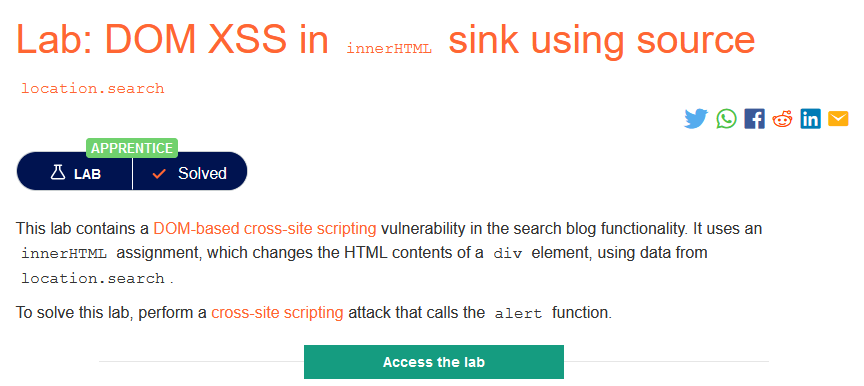 Lab: DOM XSS in innerHTML sink using source
location.search
APPRENTICE
LAB Solved
This lab contains a DOM-based cross-site scripting vulnerability in the search blog functionality. It uses an
innerHTML assignment, which changes the HTML contents of a div element, using data from
location.search .
To solve this lab, perform a cross-site scripting attack that calls the alert function.
Access the lab